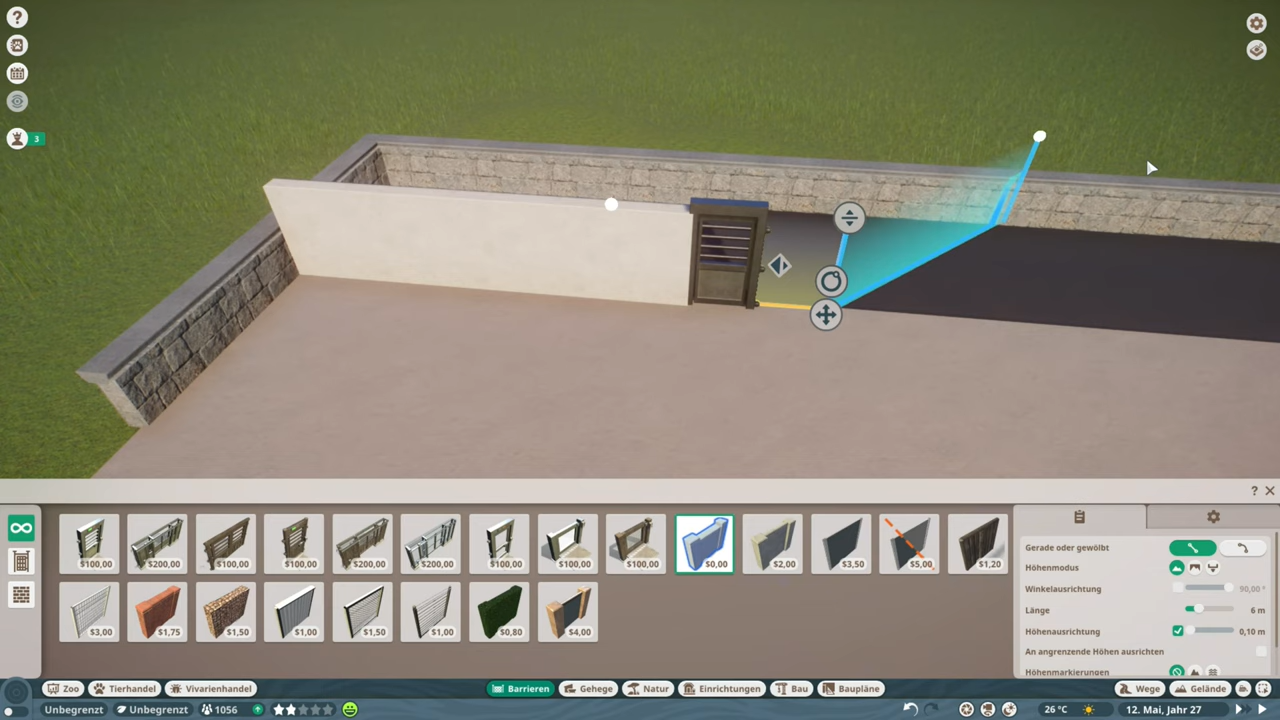 ?
3
? ×
$100,00 $200,00 $100,00 $100,00 $200,00 $200,00 $100,00 $100,00 $100,00 $0,00 $2,00 $3,50 $5,00 $1,20
$3,00 $1,75 $1,50 $1,00 $1,50 $1,00 $0,80 $4,00
Gerade oder gewölbt
Höhenmodus
Winkelausrichtung 90,00 °
Länge 6 m
Höhenausrichtung 0,10 m
An angrenzende Höhen ausrichten
Höhenmarkierungen
Zoo Tierhandel Vivarienhandel Barrieren Gehege Natur Einrichtungen Bau Baupläne Wege Gelände
Unbegrenzt Unbegrenzt 1056 26 °C 12. Mai, Jahr 27